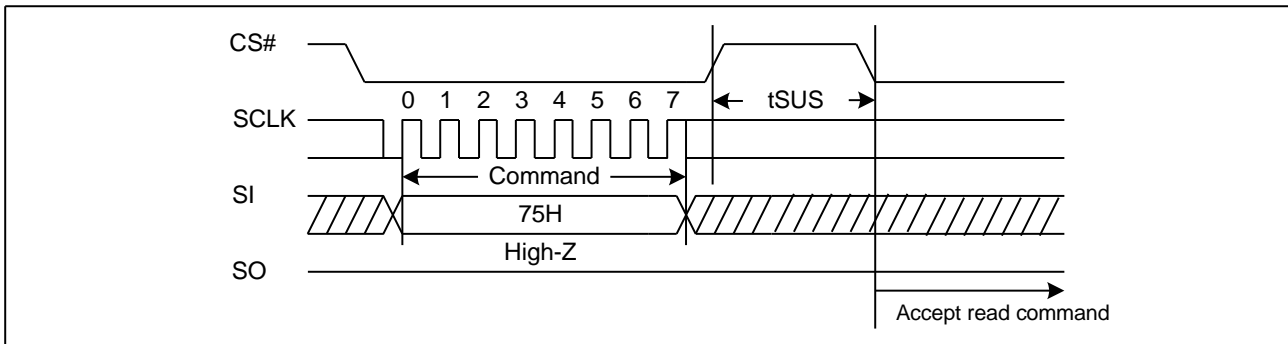 CS#
0 1 2 3 4 5 6 7
tSUS
SCLK
Command
SI
75H
High-Z
SO
Accept read command